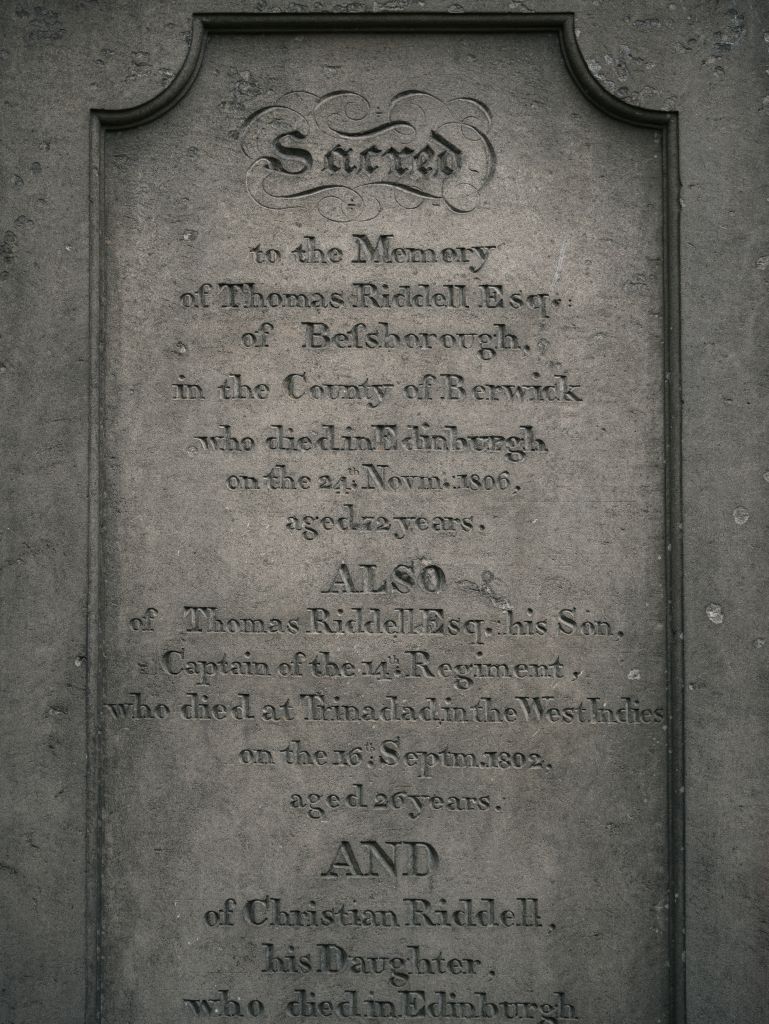 Sacred
to the Memory
of Thomas Riddell Esq.
of Beſsborough,
in the County of Berwick
who died in Edinburgh
on the 24th Novm. 1806,
aged 72 years.
ALSO
of Thomas Riddell Esq. his Son,
Captain of the 14th Regiment,
who died at Trinadad in the West Indies
on the 16th Septm. 1802,
aged 26 years.
AND
of Christian Riddell,
his Daughter,
who died in Edinburgh